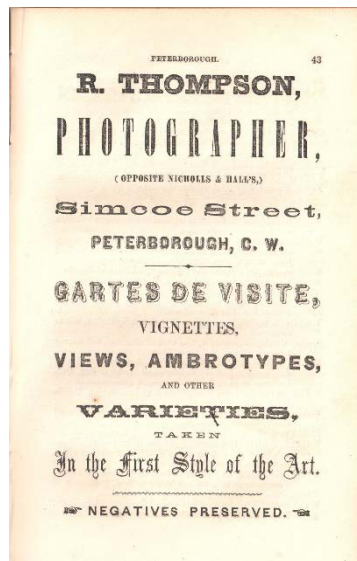 PETERBOROUGH. 43
R. THOMPSON,
PHOTOGRAPHER,
(OPPOSITE NICHOLLS & HALL'S,)
Simcoe Street,
PETERBOROUGH, C. W.
CARTES DE VISITE,
VIGNETTES,
VIEWS, AMBROTYPES,
AND OTHER
VARIETIES,
TAKEN
In the First Style of the Art.
☞ NEGATIVES PRESERVED. ☜